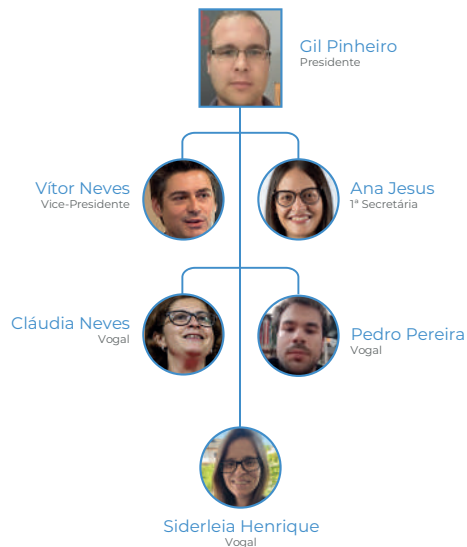 Gil Pinheiro
Presidente
Vítor Neves
Vice-Presidente
Ana Jesus
1ª Secretária
Cláudia Neves
Vogal
Pedro Pereira
Vogal
Siderleia Henrique
Vogal